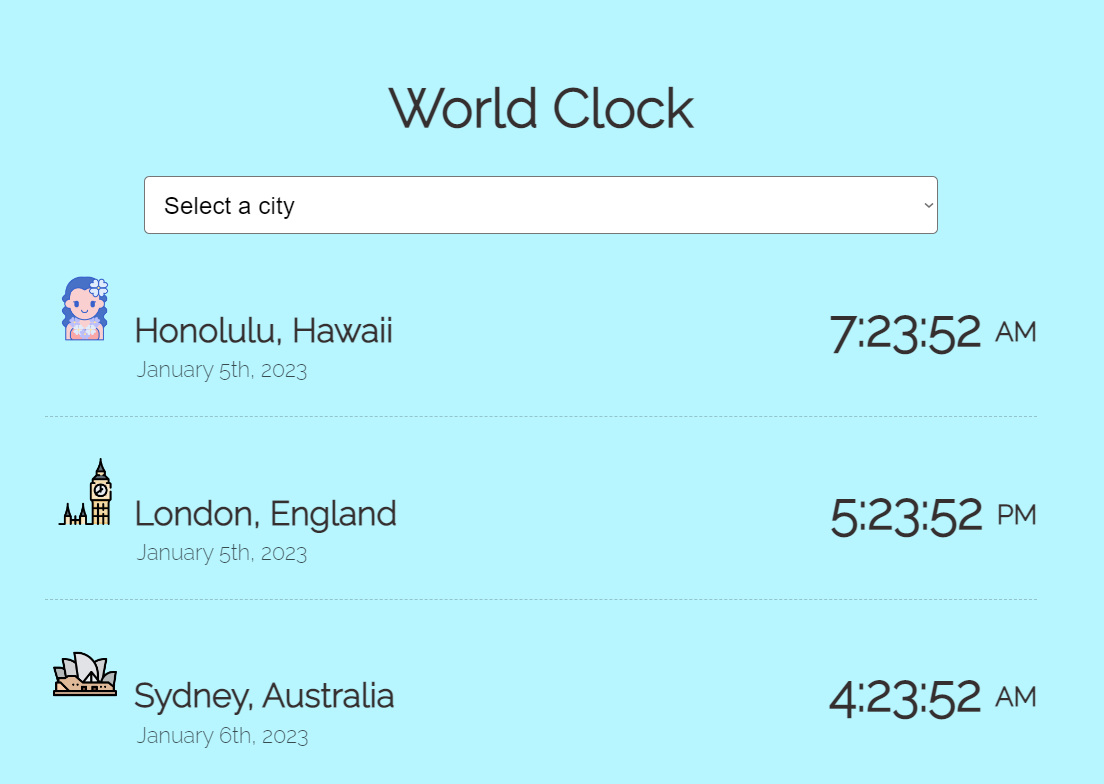 World Clock
Select a city
Honolulu, Hawaii
7:23:52 AM
January 5th, 2023
London, England
5:23:52 PM
January 5th, 2023
Sydney, Australia
4:23:52 AM
January 6th, 2023